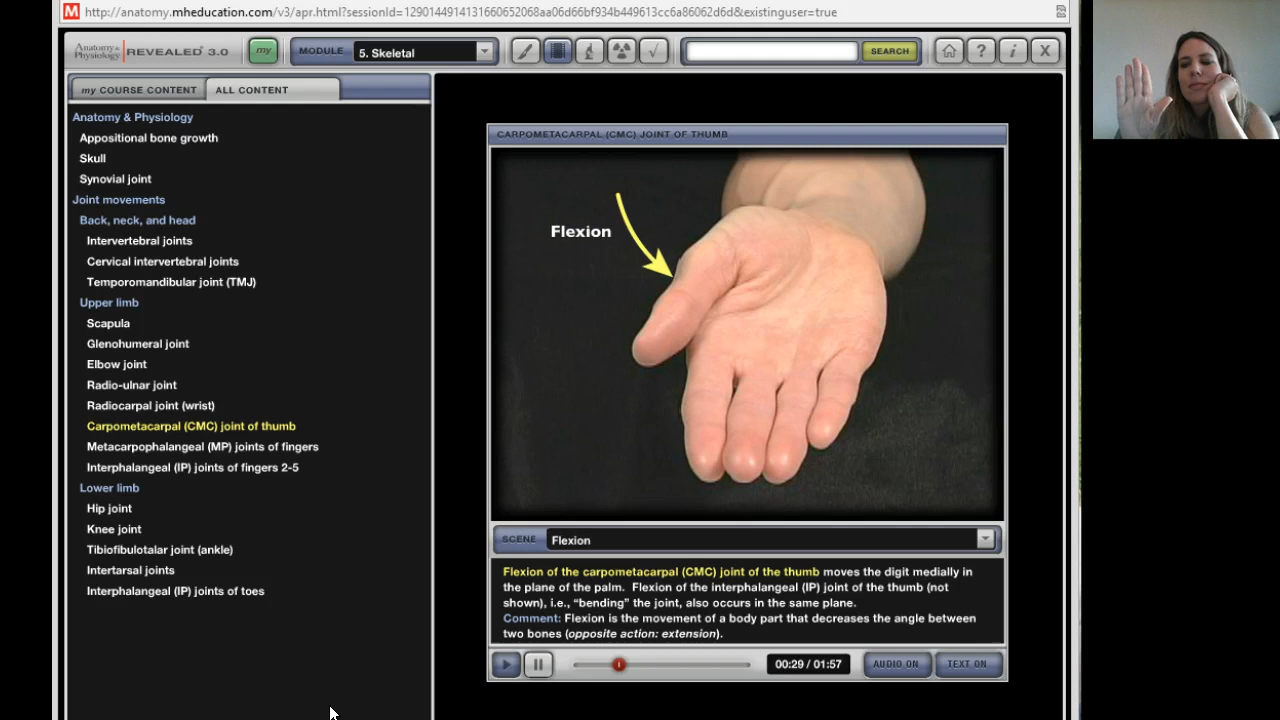 http://anatomy.mheducation.com/v3/apr.html?sessionId=1290144914131660652068aa06d66bf934b449613cc6a86062d6d&existinguser=true
Anatomy & Physiology REVEALED® 3.0
my
MODULE 5. Skeletal
SEARCH
my COURSE CONTENT
ALL CONTENT
Anatomy & Physiology
Appositional bone growth
Skull
Synovial joint
Joint movements
Back, neck, and head
Intervertebral joints
Cervical intervertebral joints
Temporomandibular joint (TMJ)
Upper limb
Scapula
Glenohumeral joint
Elbow joint
Radio-ulnar joint
Radiocarpal joint (wrist)
Carpometacarpal (CMC) joint of thumb
Metacarpophalangeal (MP) joints of fingers
Interphalangeal (IP) joints of fingers 2-5
Lower limb
Hip joint
Knee joint
Tibiofibulotalar joint (ankle)
Intertarsal joints
Interphalangeal (IP) joints of toes
CARPOMETACARPAL (CMC) JOINT OF THUMB
Flexion
SCENE Flexion
Flexion of the carpometacarpal (CMC) joint of the thumb moves the digit medially in
the plane of the palm. Flexion of the interphalangeal (IP) joint of the thumb (not
shown), i.e., “bending” the joint, also occurs in the same plane.
Comment: Flexion is the movement of a body part that decreases the angle between
two bones (opposite action: extension).
00:29 / 01:57
AUDIO ON
TEXT ON